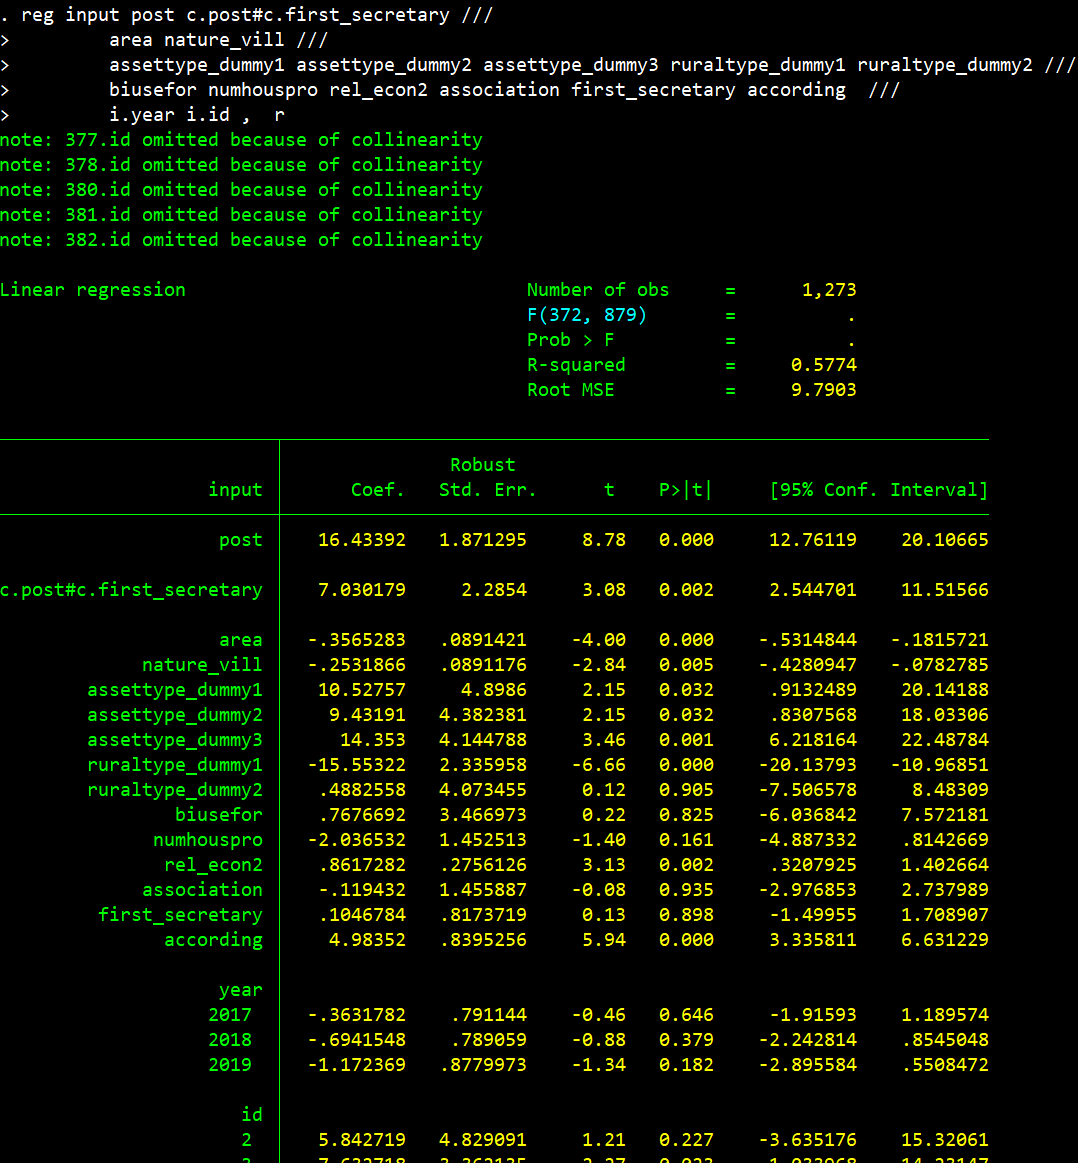 . reg input post c.post#c.first_secretary ///
> area nature_vill ///
> assettype_dummy1 assettype_dummy2 assettype_dummy3 ruraltype_dummy1 ruraltype_dummy2 ///
> biusefor numhouspro rel_econ2 association first_secretary according ///
> i.year i.id , r
note: 377.id omitted because of collinearity
note: 378.id omitted because of collinearity
note: 380.id omitted because of collinearity
note: 381.id omitted because of collinearity
note: 382.id omitted because of collinearity
Linear regression Number of obs = 1,273
F(372, 879) = .
Prob > F = .
R-squared = 0.5774
Root MSE = 9.7903
Robust
input Coef. Std. Err. t P>|t| [95% Conf. Interval]
post 16.43392 1.871295 8.78 0.000 12.76119 20.10665
c.post#c.first_secretary 7.030179 2.2854 3.08 0.002 2.544701 11.51566
area -.3565283 .0891421 -4.00 0.000 -.5314844 -.1815721
nature_vill -.2531866 .0891176 -2.84 0.005 -.4280947 -.0782785
assettype_dummy1 10.52757 4.8986 2.15 0.032 .9132489 20.14188
assettype_dummy2 9.43191 4.382381 2.15 0.032 .8307568 18.03306
assettype_dummy3 14.353 4.144788 3.46 0.001 6.218164 22.48784
ruraltype_dummy1 -15.55322 2.335958 -6.66 0.000 -20.13793 -10.96851
ruraltype_dummy2 .4882558 4.073455 0.12 0.905 -7.506578 8.48309
biusefor .7676692 3.466973 0.22 0.825 -6.036842 7.572181
numhouspro -2.036532 1.452513 -1.40 0.161 -4.887332 .8142669
rel_econ2 .8617282 .2756126 3.13 0.002 .3207925 1.402664
association -.119432 1.455887 -0.08 0.935 -2.976853 2.737989
first_secretary .1046784 .8173719 0.13 0.898 -1.49955 1.708907
according 4.98352 .8395256 5.94 0.000 3.335811 6.631229
year
2017 -.3631782 .791144 -0.46 0.646 -1.91593 1.189574
2018 -.6941548 .789059 -0.88 0.379 -2.242814 .8545048
2019 -1.172369 .8779973 -1.34 0.182 -2.895584 .5508472
id
2 5.842719 4.829091 1.21 0.227 -3.635176 15.32061